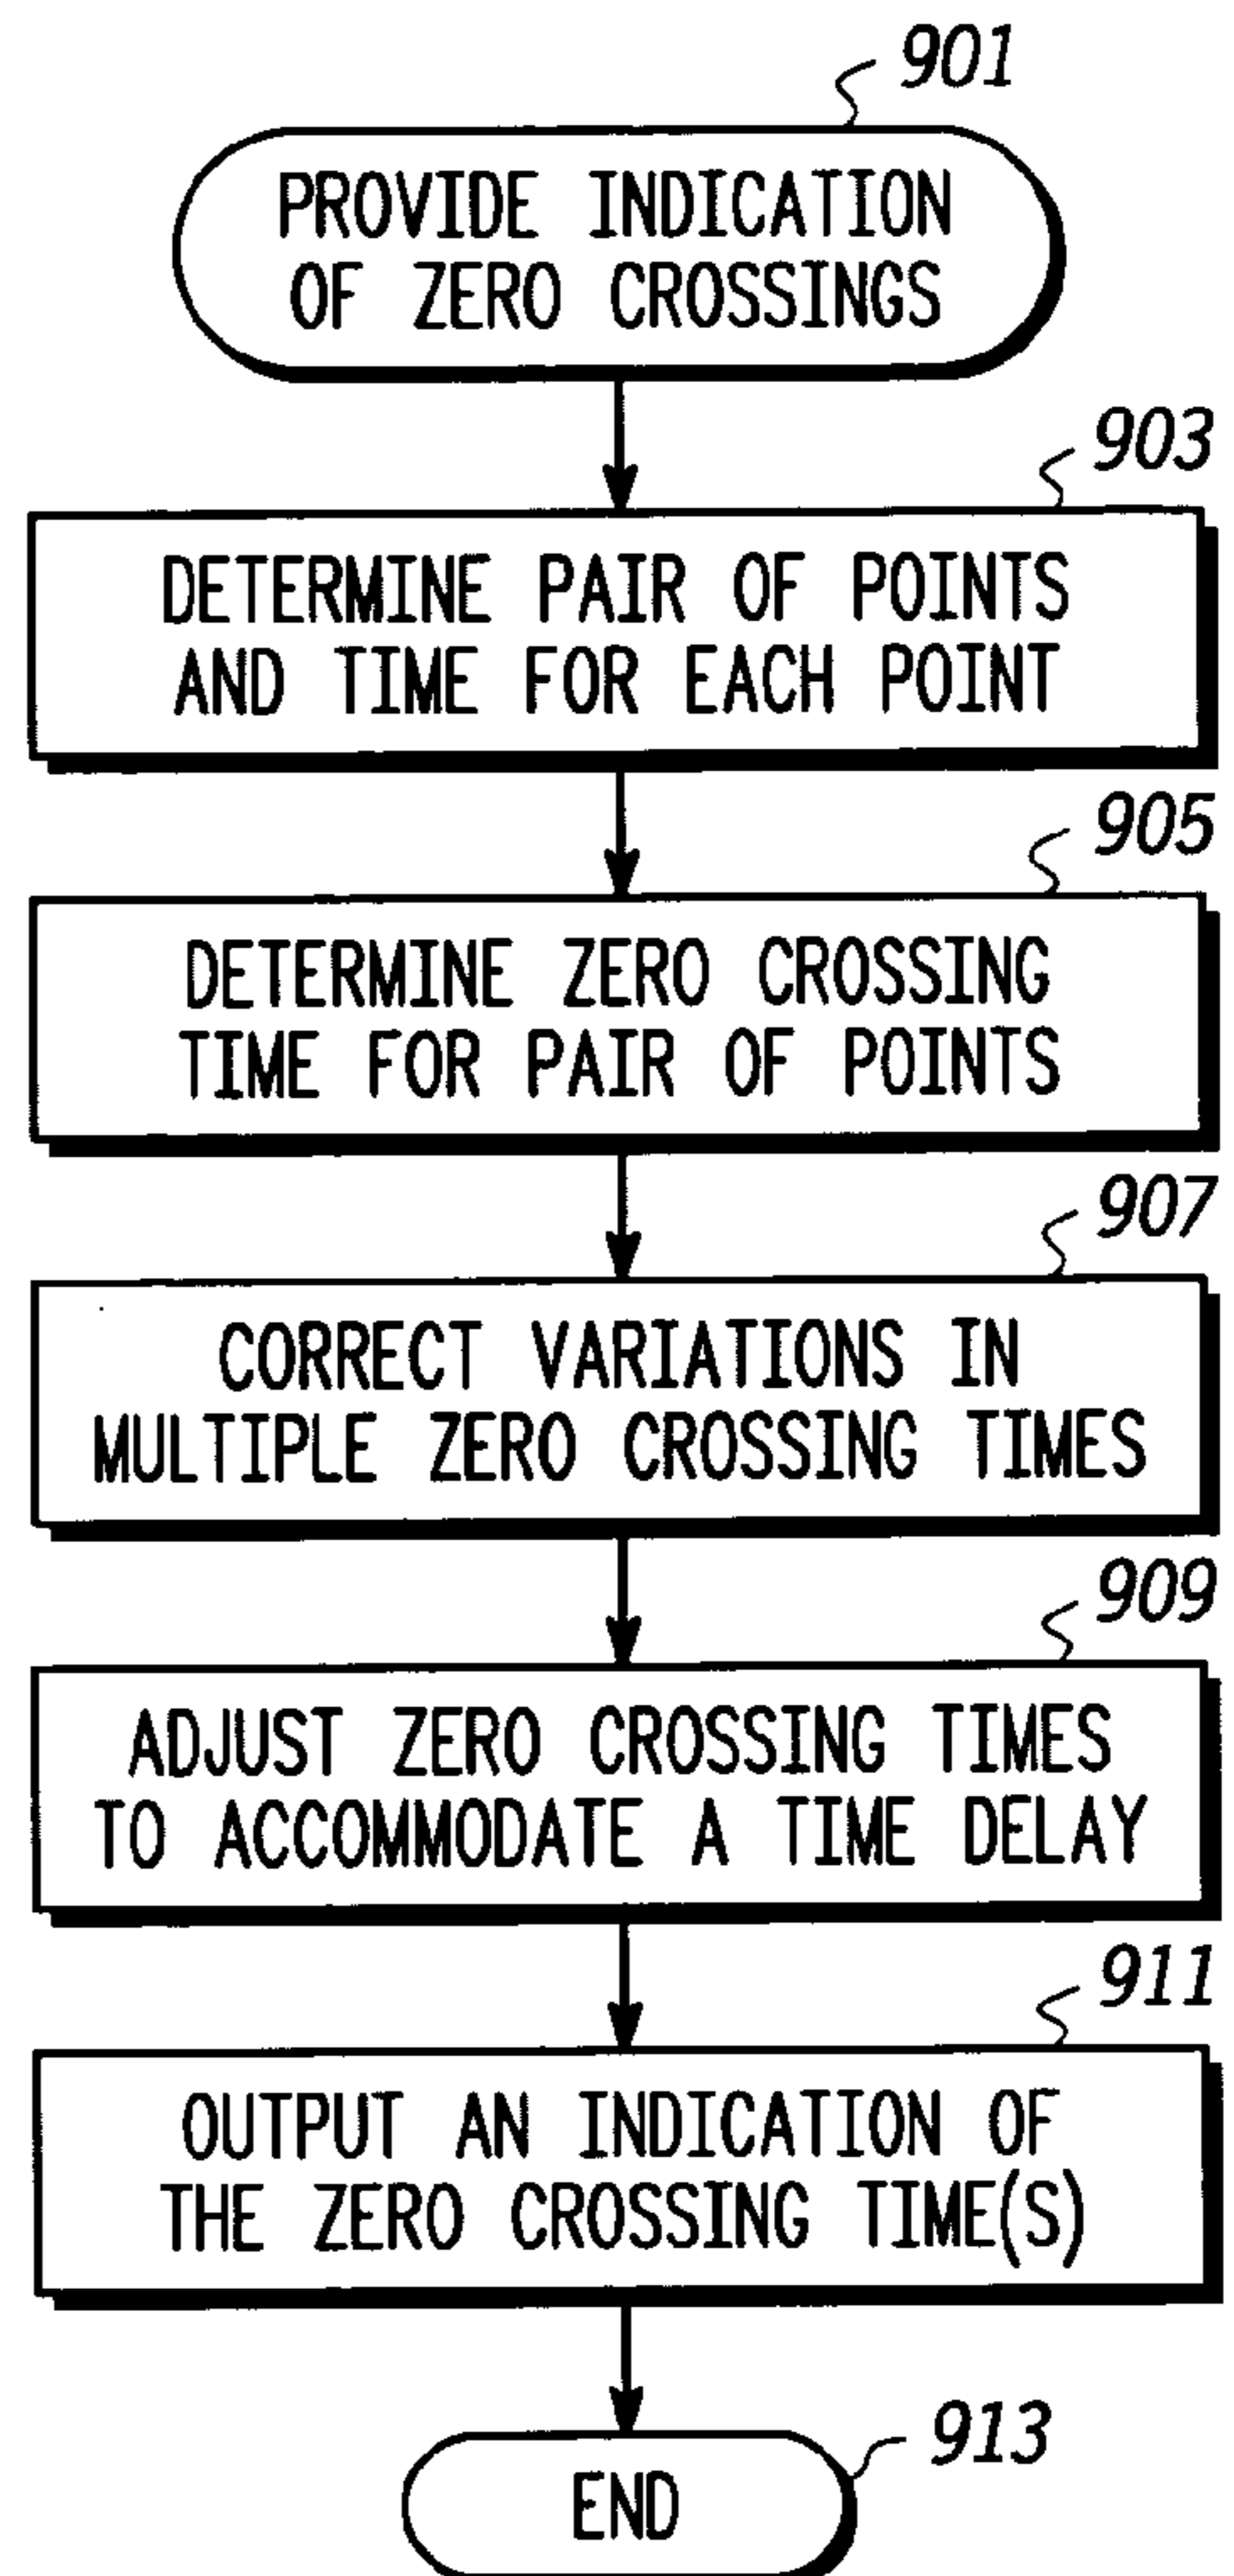 901
PROVIDE INDICATION
OF ZERO CROSSINGS
903
DETERMINE PAIR OF POINTS
AND TIME FOR EACH POINT
905
DETERMINE ZERO CROSSING
TIME FOR PAIR OF POINTS
907
CORRECT VARIATIONS IN
MULTIPLE ZERO CROSSING TIMES
909
ADJUST ZERO CROSSING TIMES
TO ACCOMMODATE A TIME DELAY
911
OUTPUT AN INDICATION OF
THE ZERO CROSSING TIME(S)
913
END